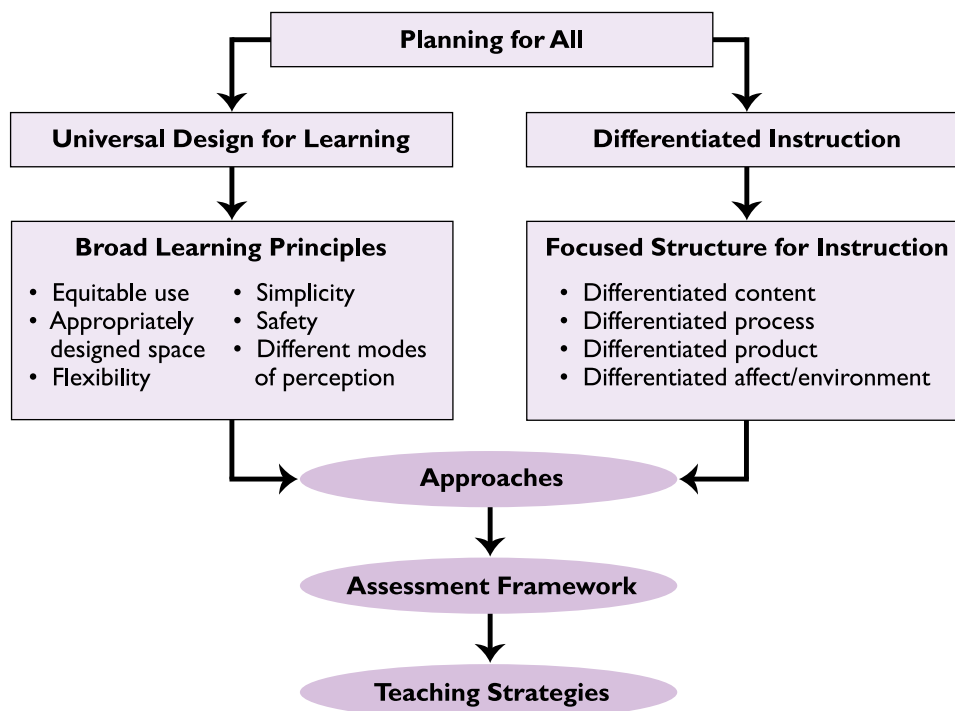 Planning for All
Universal Design for Learning
Differentiated Instruction
Broad Learning Principles
• Equitable use
• Appropriately
designed space
• Flexibility
• Simplicity
• Safety
• Different modes
of perception
Focused Structure for Instruction
• Differentiated content
• Differentiated process
• Differentiated product
• Differentiated affect/environment
Approaches
Assessment Framework
Teaching Strategies